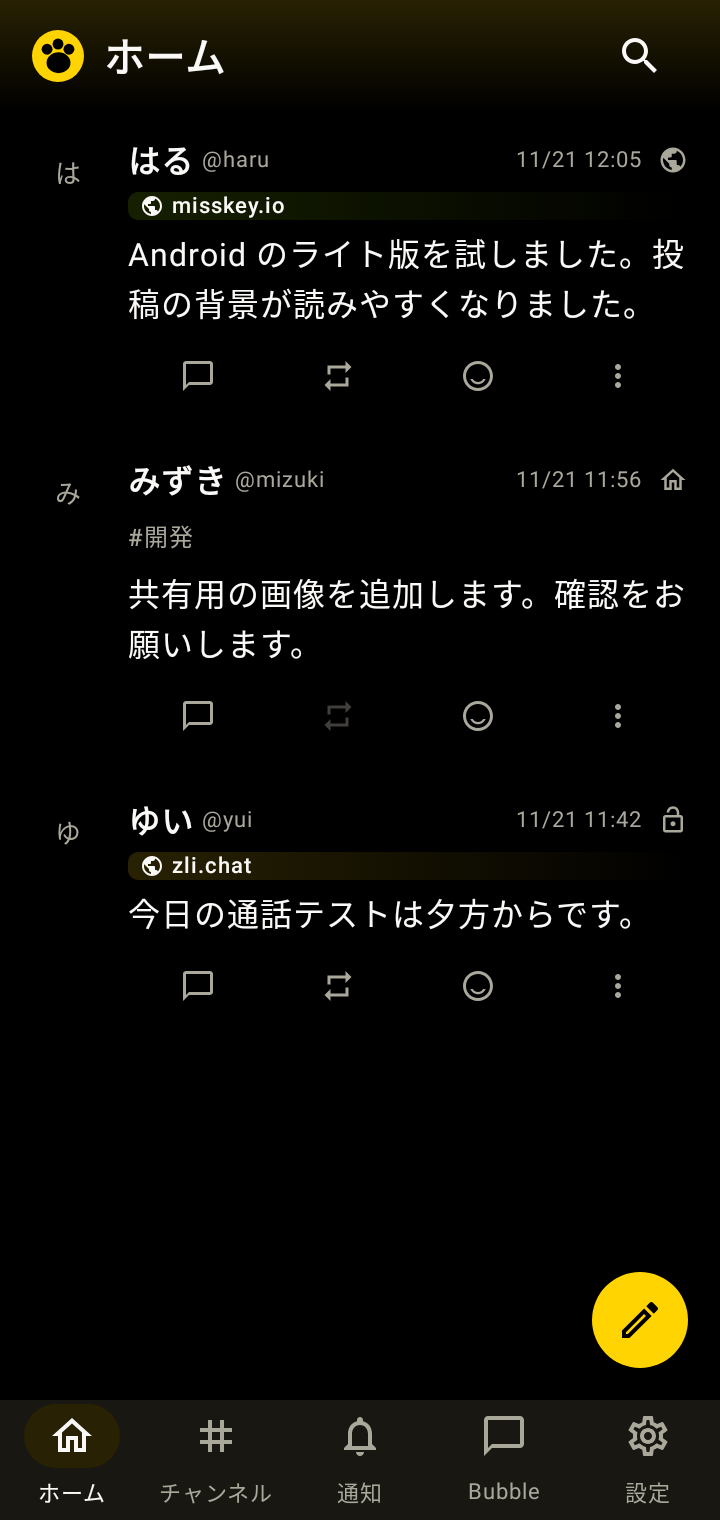 ホーム
は
はる @haru 11/21 12:05
misskey.io
Android のライト版を試しました。投
稿の背景が読みやすくなりました。
み
みずき @mizuki 11/21 11:56
#開発
共有用の画像を追加します。確認をお
願いします。
ゆ
ゆい @yui 11/21 11:42
zli.chat
今日の通話テストは夕方からです。
ホーム チャンネル 通知 Bubble 設定